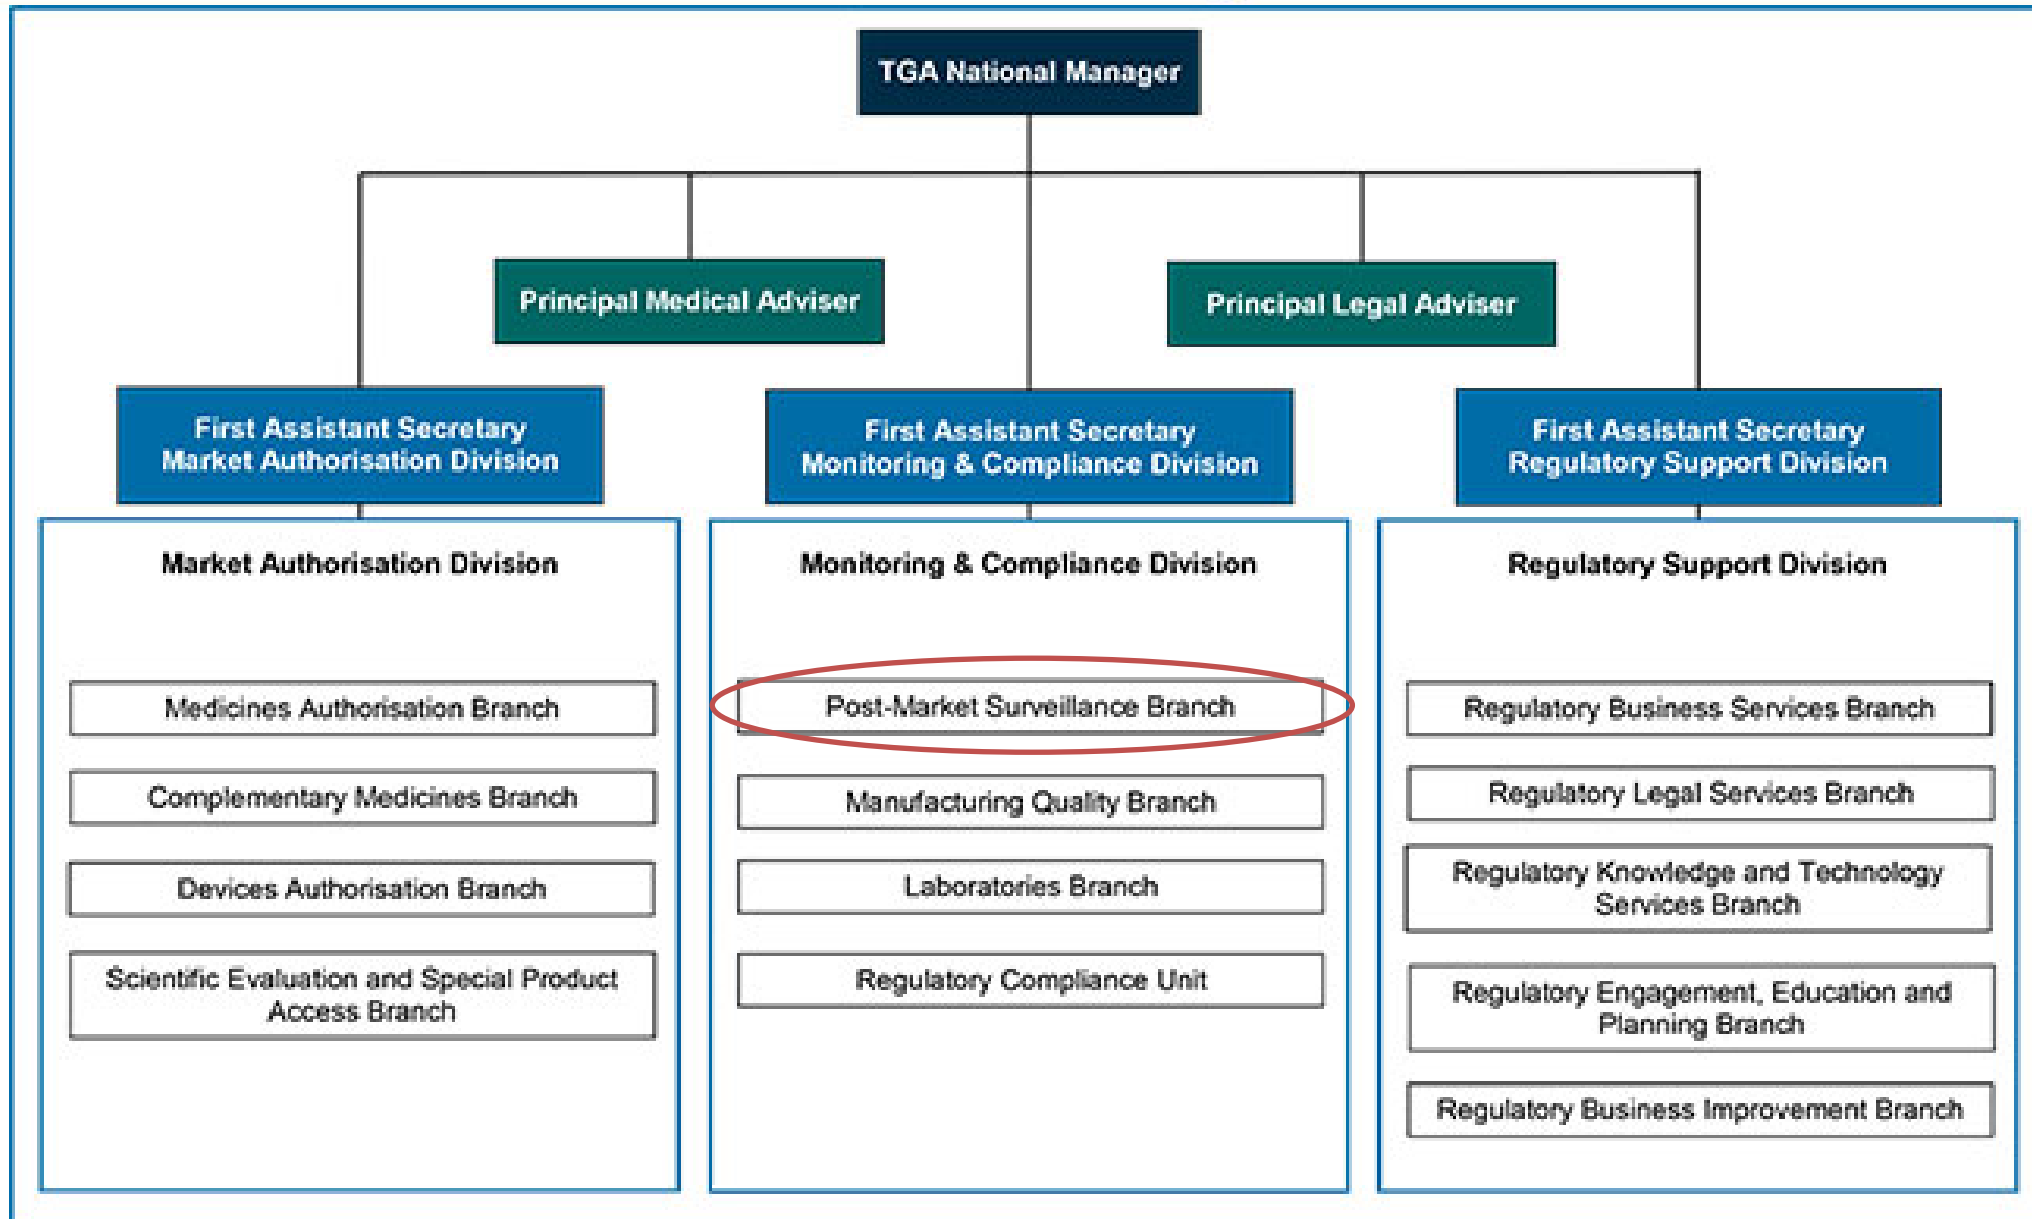 TGA National Manager
Principal Medical Adviser
Principal Legal Adviser
First Assistant Secretary
Market Authorisation Division
First Assistant Secretary
Monitoring & Compliance Division
First Assistant Secretary
Regulatory Support Division
Market Authorisation Division
Medicines Authorisation Branch
Complementary Medicines Branch
Devices Authorisation Branch
Scientific Evaluation and Special Product
Access Branch
Monitoring & Compliance Division
Post-Market Surveillance Branch
Manufacturing Quality Branch
Laboratories Branch
Regulatory Compliance Unit
Regulatory Support Division
Regulatory Business Services Branch
Regulatory Legal Services Branch
Regulatory Knowledge and Technology
Services Branch
Regulatory Engagement, Education and
Planning Branch
Regulatory Business Improvement Branch